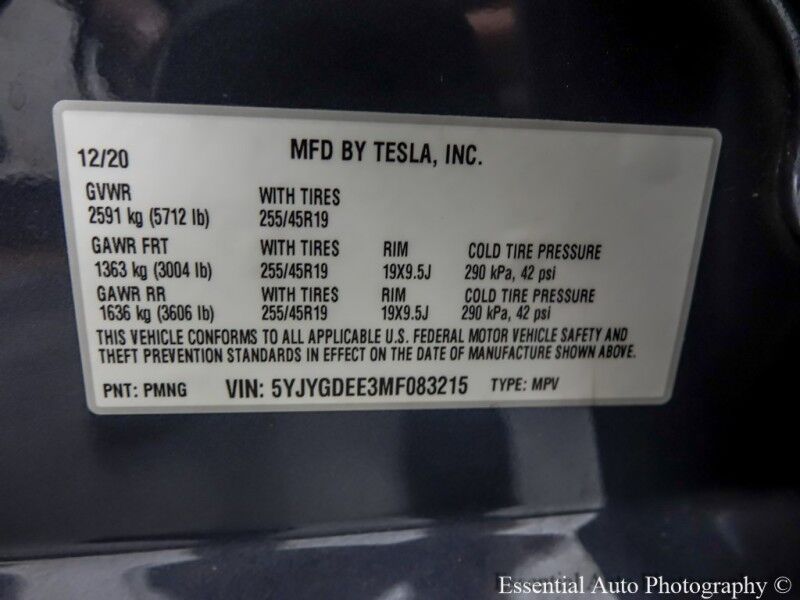 12/20 MFD BY TESLA, INC.
GVWR WITH TIRES
2591 kg (5712 lb) 255/45R19
GAWR FRT WITH TIRES RIM COLD TIRE PRESSURE
1363 kg (3004 lb) 255/45R19 19X9.5J 290 kPa, 42 psi
GAWR RR WITH TIRES RIM COLD TIRE PRESSURE
1636 kg (3606 lb) 255/45R19 19X9.5J 290 kPa, 42 psi
THIS VEHICLE CONFORMS TO ALL APPLICABLE U.S. FEDERAL MOTOR VEHICLE SAFETY AND
THEFT PREVENTION STANDARDS IN EFFECT ON THE DATE OF MANUFACTURE SHOWN ABOVE.
PNT: PMNG VIN: 5YJYGDEE3MF083215 TYPE: MPV
Essential Auto Photography ©